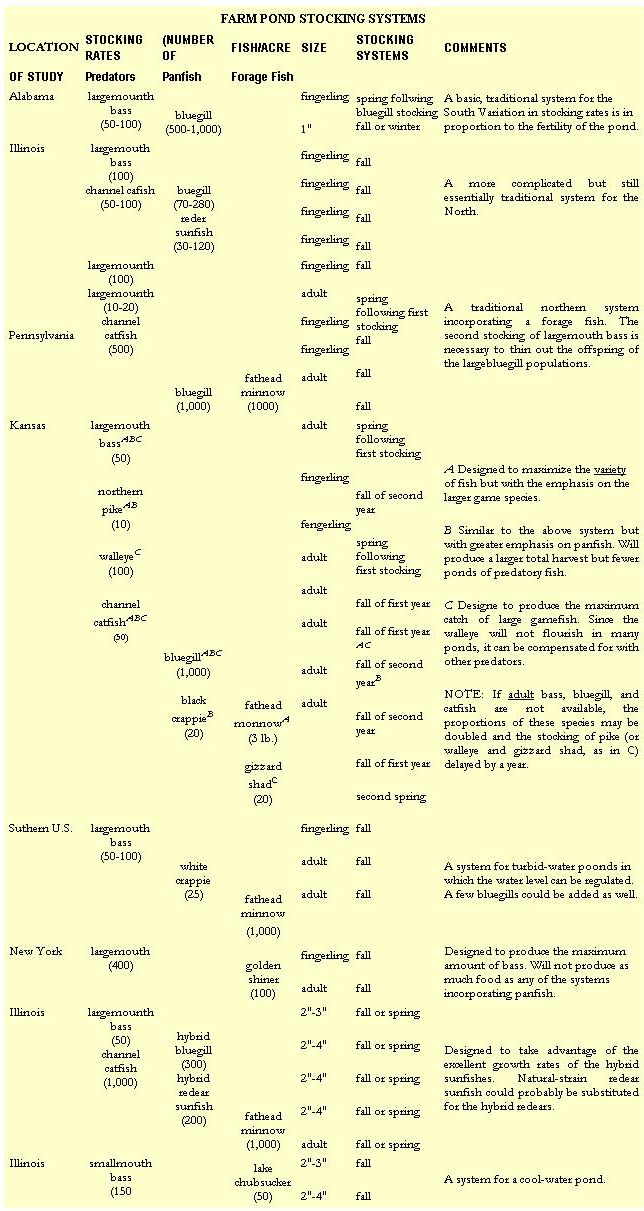 FARM POND STOCKING SYSTEMS
LOCATION STOCKING RATES (NUMBER OF FISH/ACRE SIZE STOCKING SYSTEMS COMMENTS
OF STUDY Predators Panfish Forage Fish
Alabama
largemounth
bass
(50-100)
bluegill
(500-1,000)
fingerling
1"
spring follwing
bluegill stocking
fall or winter
A basic, traditional system for the
South Variation in stocking rates is in
proportion to the fertility of the pond.
Illinois
largemouth
bass
(100)
channel cafish
(50-100)
buegill
(70-280)
reder
sunfish
(30-120)
fingerling fall
fingerling fall
fingerling fall
fingerling fall
A more complicated but still
essentially traditional system for the
North.
Pennsylvania
largemounth
(100)
largemounth
(10-20)
channel
catfish
(500)
bluegill
(1,000)
fathead
minnow
(1000)
fingerling fall
adult
fingerling
fingerling
adult
spring
following first
stocking
fall
fall
fall
A traditional northern system
incorporating a forage fish. The
second stocking of largemouth bass is
necessary to thin out the offspring of
the largebluegill populations.
Kansas
largemouth
bassABC
(50)
northern
pikeAB
(10)
walleyeC
(100)
channel
catfishABC
(50)
bluegillABC
(1,000)
black
crappieB
(20)
fathead
monnowA
(3 lb.)
gizzard
shadC
(20)
adult
fingerling
fengerling
adult
adult
adult
adult
adult
spring
following
first stocking
fall of second
year
spring
following
first stocking
fall of first year
fall of first year
AC
fall of second
yearB
fall of second
year
fall of first year
second spring
A Designed to maximize the variety
of fish but with the emphasis on the
larger game species.
B Similar to the above system but
with greater emphasis on panfish. Will
produce a larger total harvest but fewer
ponds of predatory fish.
C Designe to produce the maximum
catch of large gamefish. Since the
walleye will not flourish in many
ponds, it can be compensated for with
other predators.
NOTE: If adult bass, bluegill, and
catfish are not available, the
proportions of these species may be
doubled and the stocking of pike (or
walleye and gizzard shad, as in C)
delayed by a year.
Suthern U.S.
largemouth
bass
(50-100)
white
crappie
(25)
fathead
minnow
(1,000)
fingerling fall
adult fall
adult fall
A system for turbid-water poonds in
which the water level can be regulated.
A few bluegills could be added as well.
New York
largemouth
(400)
golden
shiner
(100)
fingerling fall
adult fall
Designed to produce the maximum
amount of bass. Will not produce as
much food as any of the systems
incorporating panfish.
Illinois
largemounth
bass
(50)
channel
catfish
(1,000)
hybrid
bluegill
(300)
hybrid
redear
sunfish
(200)
fathead
minnow
(1,000)
2"-3" fall or spring
2"-4" fall or spring
2"-4" fall or spring
2"-4" fall or spring
adult fall or spring
Designed to take advantage of the
excellent growth rates of the hybrid
sunfishes. Natural-strain redear
sunfish could probably be substituted
for the hybrid redears.
Illinois
smallmouth
bass
(150
lake
chubsucker
(50)
2"-3" fall
2"-4" fall
A system for a cool-water pond.